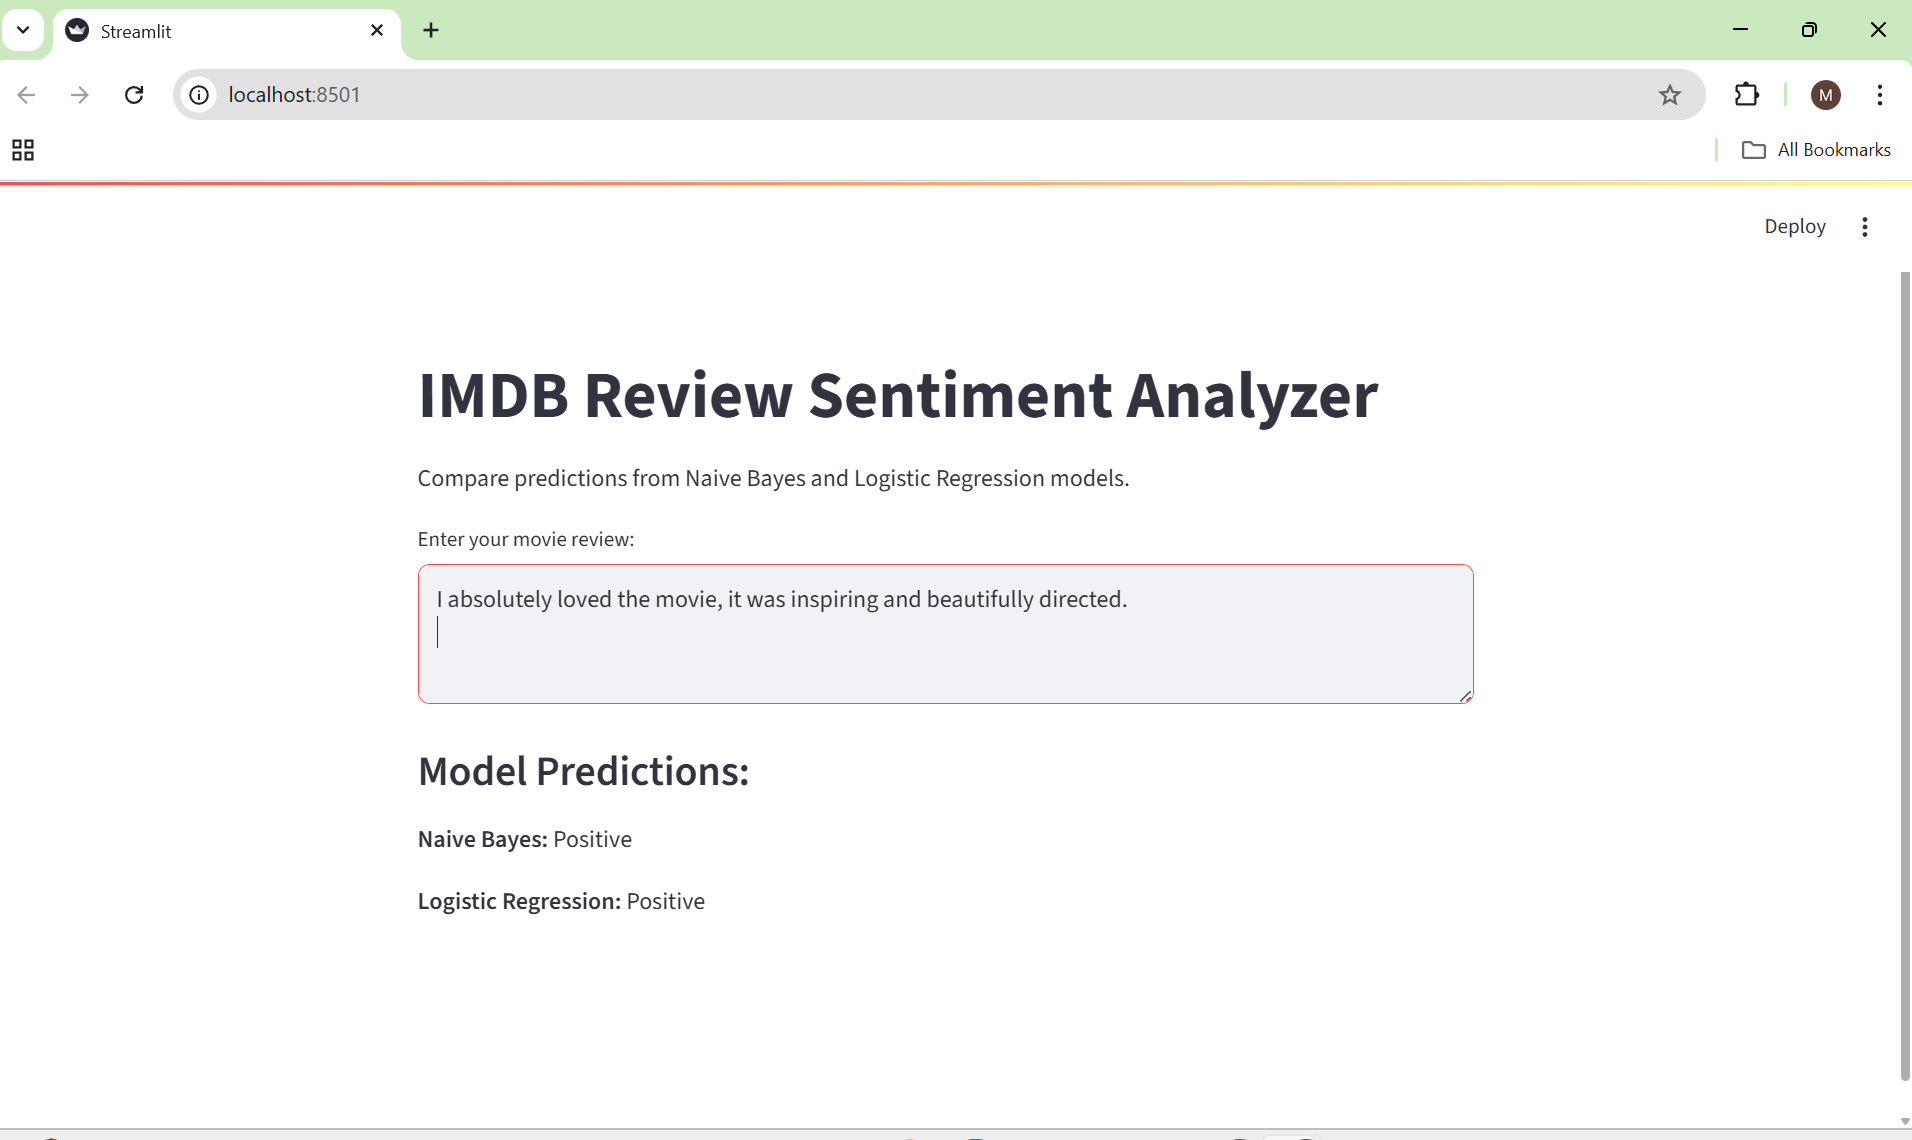 Streamlit
localhost:8501
M
All Bookmarks
Deploy
IMDB Review Sentiment Analyzer
Compare predictions from Naive Bayes and Logistic Regression models.
Enter your movie review:
I absolutely loved the movie, it was inspiring and beautifully directed.
Model Predictions:
Naive Bayes: Positive
Logistic Regression: Positive